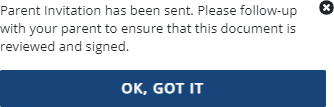 Parent Invitation has been sent. Please follow-up
with your parent to ensure that this document is
reviewed and signed.
OK, GOT IT